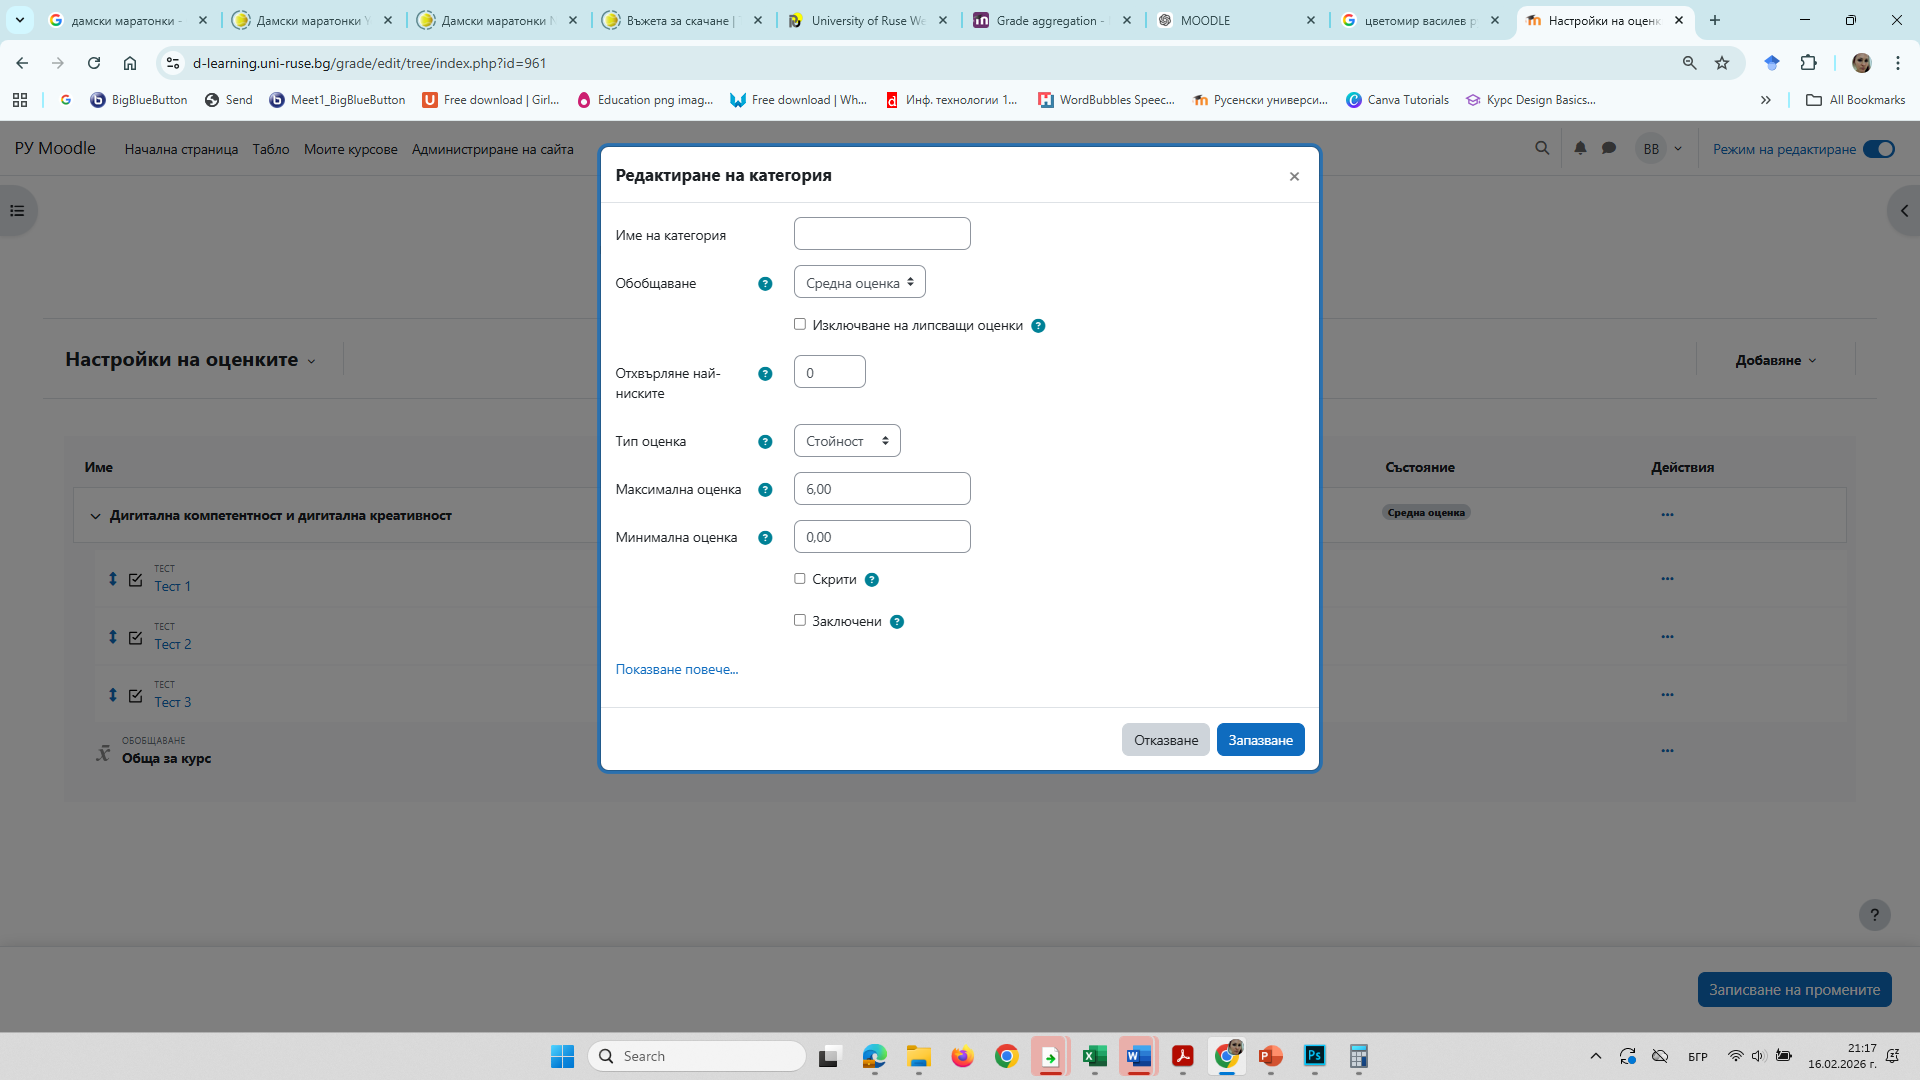 дамски маратонки -
Дамски маратонки
Дамски маратонки
Въжета за скачане |
University of Ruse We
Grade aggregation -
MOODLE
цветомир василев р
Настройки на оценк
d-learning.uni-ruse.bg/grade/edit/tree/index.php?id=961
BigBlueButton
Send
Meet1_BigBlueButton
Free download | Girl...
Education png imag...
Free download | Wh...
Инф. технологии 1...
WordBubbles Speec...
Русенски универси...
Canva Tutorials
Курс Design Basics...
All Bookmarks
РУ Moodle
Начална страница
Табло
Моите курсове
Администриране на сайта
ВВ
Режим на редактиране
Редактиране на категория
Име на категория
Обобщаване
Средна оценка
Изключване на липсващи оценки
Отхвърляне най-
ниските
0
Тип оценка
Стойност
Максимална оценка
6,00
Минимална оценка
0,00
Скрити
Заключени
Показване повече...
Отказване
Запазване
Настройки на оценките
Добавяне
Име
Състояние
Действия
Дигитална компетентност и дигитална креативност
Средна оценка
ТЕСТ
Тест 1
ТЕСТ
Тест 2
ТЕСТ
Тест 3
ОБОБЩАВАНЕ
Обща за курс
Записване на промените
Search
БГР
21:17
16.02.2026 г.